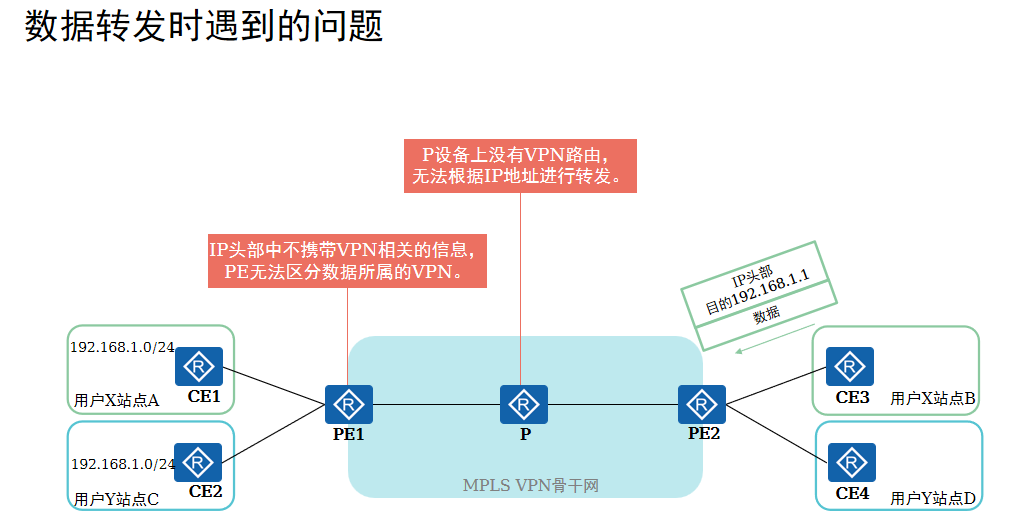 数据转发时遇到的问题
P设备上没有VPN路由，
无法根据IP地址进行转发。
IP头部中不携带VPN相关的信息，
PE无法区分数据所属的VPN。
IP头部
目的192.168.1.1
数据
192.168.1.0/24
R
CE1
用户X站点A
R
CE3
用户X站点B
R
PE1
R
P
R
PE2
192.168.1.0/24
R
CE2
用户Y站点C
MPLS VPN骨干网
R
CE4
用户Y站点D